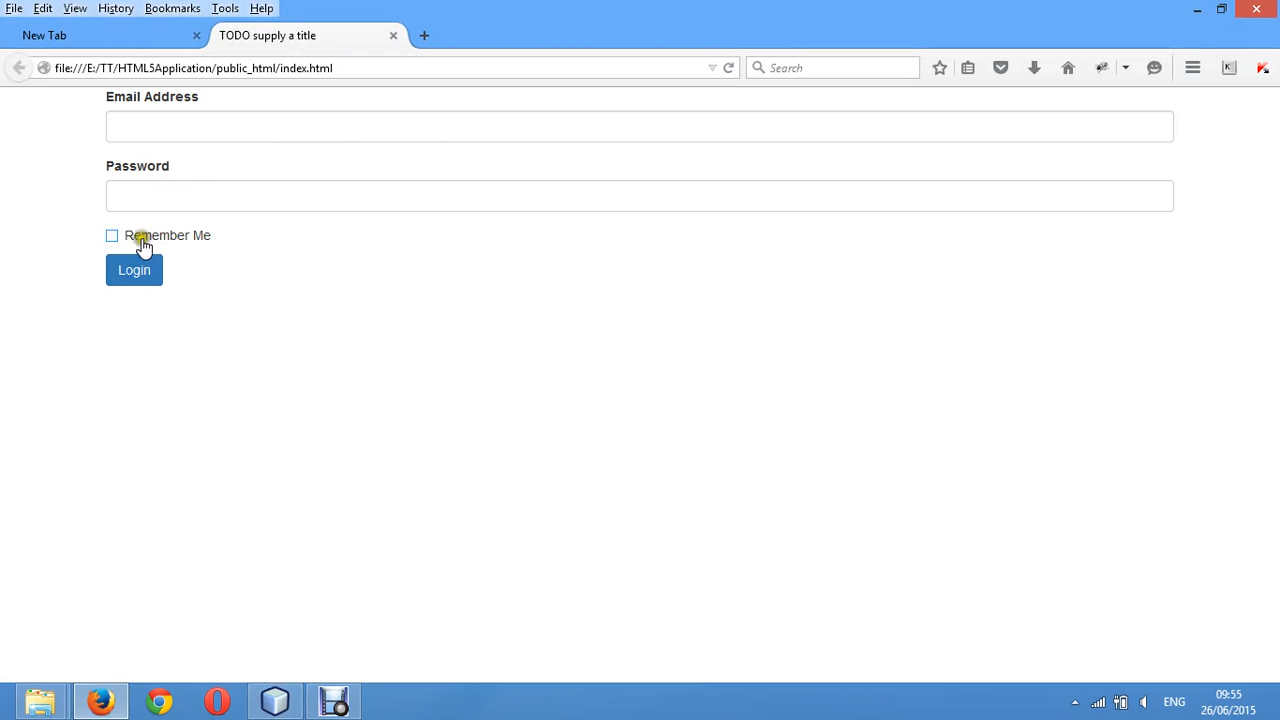 File Edit View History Bookmarks Tools Help
New Tab TODO supply a title
file:///E:/TT/HTML5Application/public_html/index.html Search
Email Address
Password
Remember Me
Login
ENG 09:55
26/06/2015